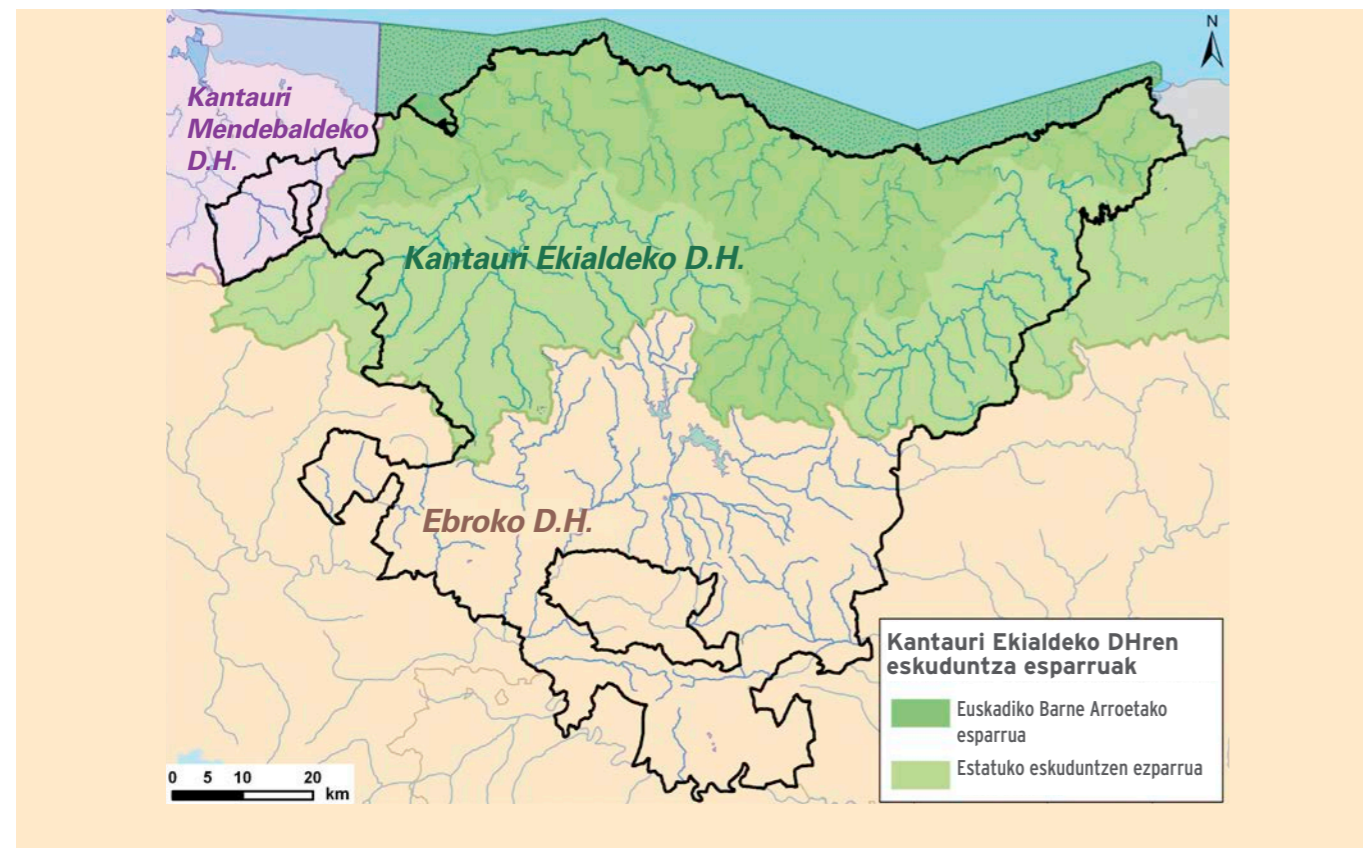 N
Kantauri
Mendebaldeko
D.H.
Kantauri Ekialdeko D.H.
Ebroko D.H.
Kantauri Ekialdeko DHren
eskuduntza esparruak
Euskadiko Barne Arroetako
esparrua
Estatuko eskuduntzen ezparrua
0 5 10 20
km